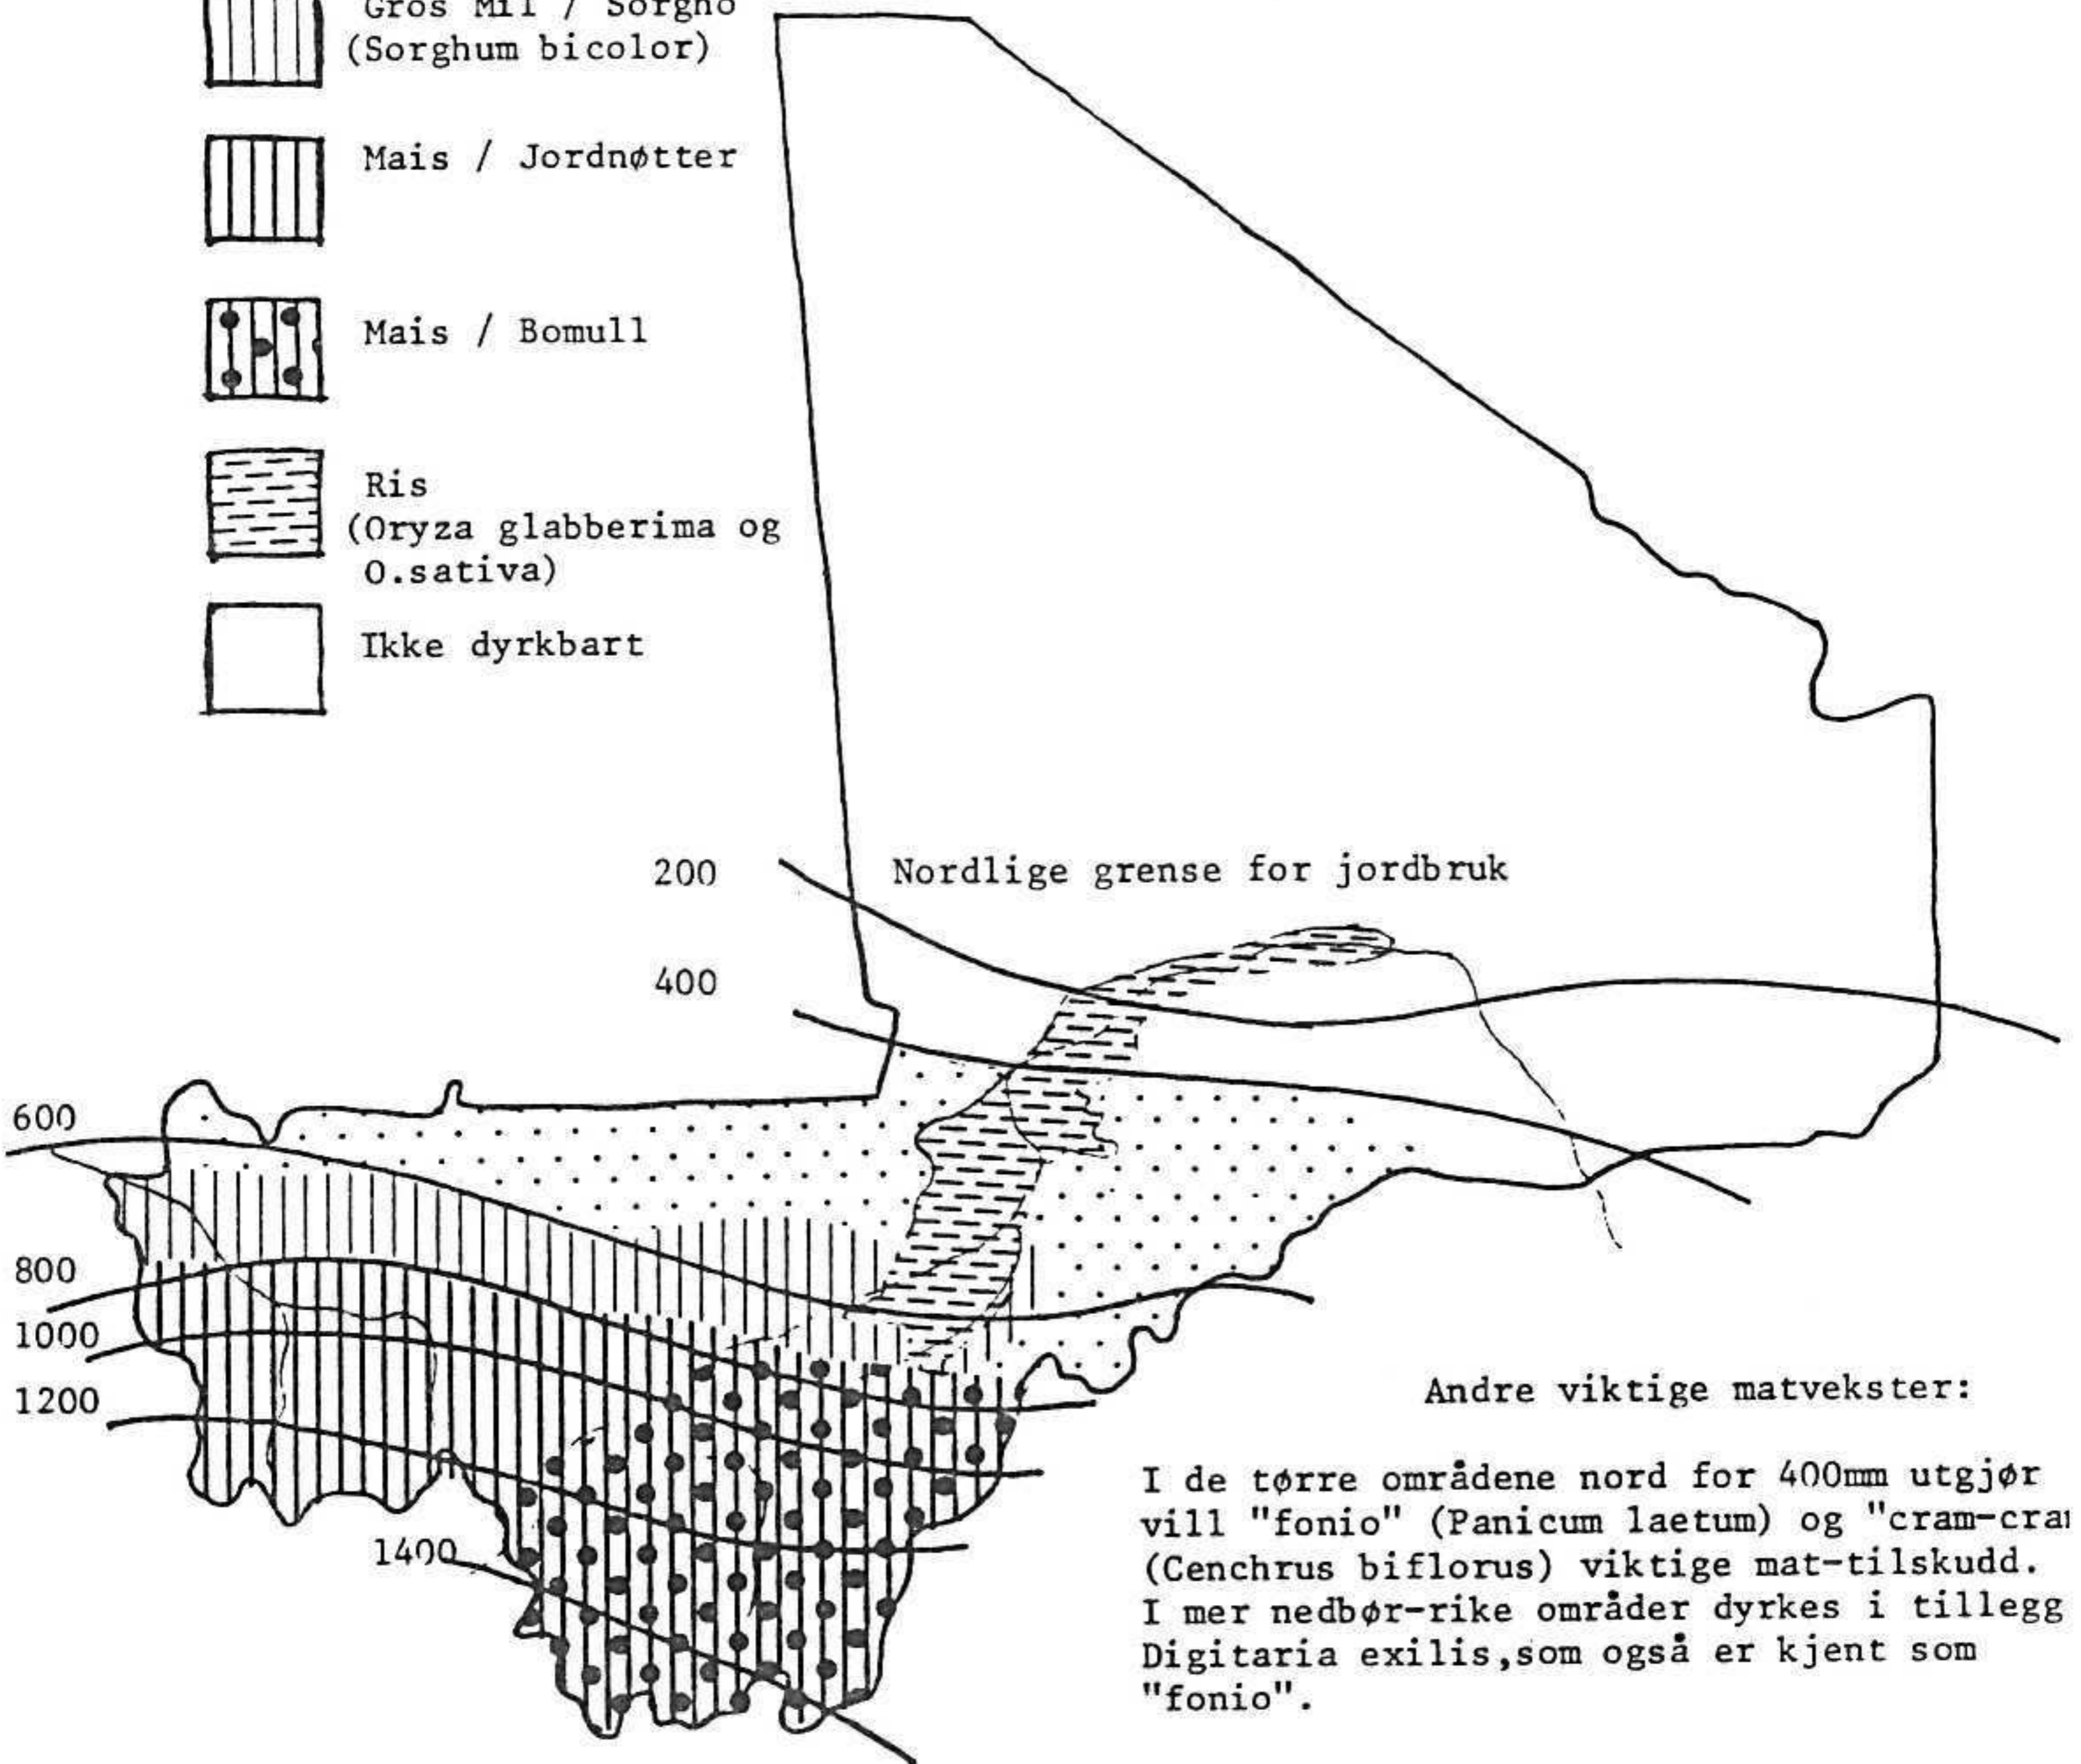 Gros Mil / Sorgho
(Sorghum bicolor)
Mais / Jordnøtter
Mais / Bomull
Ris
(Oryza glabberima og
O.sativa)
Ikke dyrkbart
200
Nordlige grense for jordbruk
400
600
800
1000
1200
1400
Andre viktige matvekster:
I de tørre områdene nord for 400mm utgjør
vill "fonio" (Panicum laetum) og "cram-cra
(Cenchrus biflorus) viktige mat-tilskudd.
I mer nedbør-rike områder dyrkes i tillegg
Digitaria exilis,som også er kjent som
"fonio".